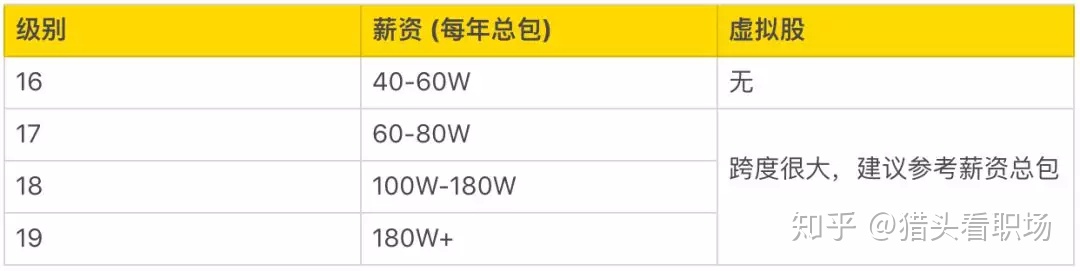 级别 薪资 (每年总包) 虚拟股
16 40-60W 无
17 60-80W
跨度很大，建议参考薪资总包
18 100W-180W
19 180W+
知乎 @猎头看职场